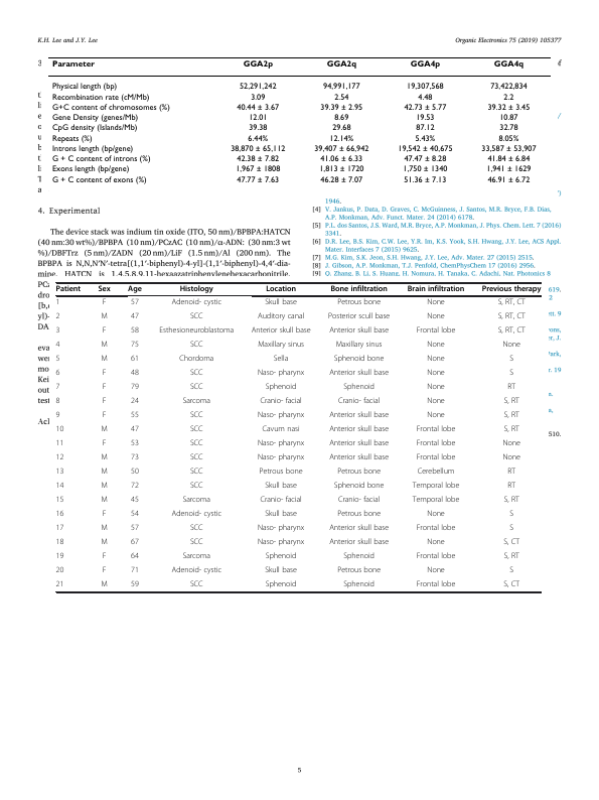 K.H. Lee and J.Y. Lee
Organic Electronics 75 (2019) 105377
Parameter GGA2p GGA2q GGA4p GGA4q
Physical length (bp) 52,291,242 94,991,177 19,307,568 73,422,834
Recombination rate (cM/Mb) 3.09 2.54 4.48 2.2
G+C content of chromosomes (%) 40.44 ± 3.67 39.39 ± 2.95 42.73 ± 5.77 39.32 ± 3.45
Gene Density (genes/Mb) 12.01 8.69 19.53 10.87
CpG density (Islands/Mb) 39.38 29.68 87.12 32.78
Repeats (%) 6.44% 12.14% 5.43% 8.05%
Introns length (bp/gene) 38,870 ± 65,112 39,407 ± 66,942 19,542 ± 40,675 33,587 ± 53,907
G + C content of introns (%) 42.38 ± 7.82 41.06 ± 6.33 47.47 ± 8.28 41.84 ± 6.84
Exons length (bp/gene) 1,967 ± 1808 1,813 ± 1720 1,750 ± 1340 1,941 ± 1629
G + C content of exons (%) 47.77 ± 7.63 46.28 ± 7.07 51.36 ± 7.13 46.91 ± 6.72
4. Experimental
The device stack was indium tin oxide (ITO, 50 nm)/BPBPA:HATCN
(40 nm:30 wt%)/BPBPA (10 nm)/PCzAC (10 nm)/α-ADN: (30 nm:3 wt
%)/DBFTrz (5 nm)/ZADN (20 nm)/LiF (1.5 nm)/Al (200 nm). The
BPBPA is N,N,N'N'-tetra[(1,1'-biphenyl)-4-yl]-(1,1'-biphenyl)-4,4'-dia-
mine, HATCN is 1,4,5,8,9,11-hexaazatriphenylenehexacarbonitrile,
1946.
[4] V. Jankus, P. Data, D. Graves, C. McGuinness, J. Santos, M.R. Bryce, F.B. Dias,
A.P. Monkman, Adv. Funct. Mater. 24 (2014) 6178.
[5] P.L. dos Santos, J.S. Ward, M.R. Bryce, A.P. Monkman, J. Phys. Chem. Lett. 7 (2016)
3341.
[6] D.R. Lee, B.S. Kim, C.W. Lee, Y.R. Im, K.S. Yook, S.H. Hwang, J.Y. Lee, ACS Appl.
Mater. Interfaces 7 (2015) 9625.
[7] M.G. Kim, S.K. Jeon, S.H. Hwang, J.Y. Lee, Adv. Mater. 27 (2015) 2515.
[8] J. Gibson, A.P. Monkman, T.J. Penfold, ChemPhysChem 17 (2016) 2956.
[9] Q. Zhang, B. Li, S. Huang, H. Nomura, H. Tanaka, C. Adachi, Nat. Photonics 8
Patient Sex Age Histology Location Bone infiltration Brain infiltration Previous therapy
1 F 57 Adenoid- cystic Skull base Petrous bone None S, RT, CT
2 M 47 SCC Auditory canal Posterior scull base None S, RT, CT
3 F 58 Esthesioneuroblastoma Anterior skull base Anterior skull base Frontal lobe S, RT, CT
4 M 75 SCC Maxillary sinus Maxillary sinus None None
5 M 61 Chordoma Sella Sphenoid bone None S
6 F 48 SCC Naso- pharynx Anterior skull base None S
7 F 79 SCC Sphenoid Sphenoid None RT
8 F 24 Sarcoma Cranio- facial Cranio- facial None S, RT
9 F 55 SCC Naso- pharynx Anterior skull base None S, RT
10 M 47 SCC Cavum nasi Anterior skull base Frontal lobe S, RT
11 F 53 SCC Naso- pharynx Anterior skull base Frontal lobe None
12 M 73 SCC Naso- pharynx Anterior skull base Frontal lobe None
13 M 50 SCC Petrous bone Petrous bone Cerebellum RT
14 M 72 SCC Skull base Sphenoid bone Temporal lobe RT
15 M 45 Sarcoma Cranio- facial Cranio- facial Temporal lobe S, RT
16 F 54 Adenoid- cystic Skull base Petrous bone None S
17 M 57 SCC Naso- pharynx Anterior skull base Frontal lobe S
18 M 67 SCC Naso- pharynx Anterior skull base None S, CT
19 F 64 Sarcoma Sphenoid Sphenoid Frontal lobe S, RT
20 F 71 Adenoid- cystic Skull base Petrous bone None S
21 M 59 SCC Sphenoid Sphenoid Frontal lobe S, CT
5